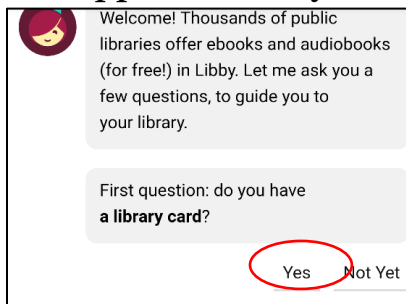 Welcome! Thousands of public
libraries offer ebooks and audiobooks
(for free!) in Libby. Let me ask you a
few questions, to guide you to
your library.
First question: do you have
a library card?
Yes Not Yet